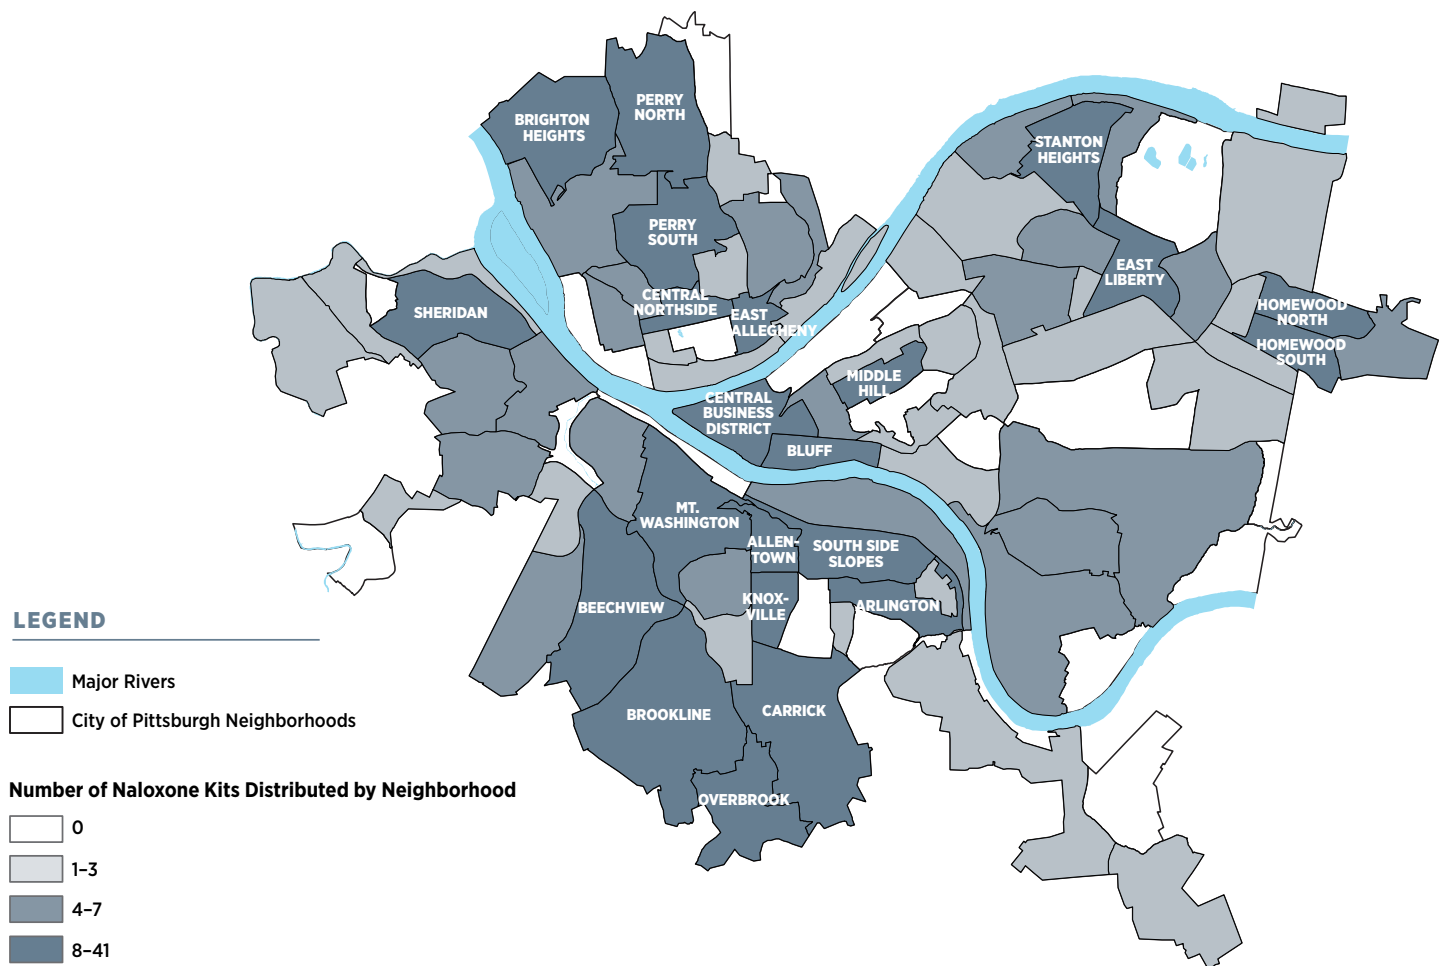 PERRY
NORTH
BRIGHTON
HEIGHTS
STANTON
HEIGHTS
PERRY
SOUTH
EAST
LIBERTY
CENTRAL
NORTHSIDE
EAST
ALLEGHENY
SHERIDAN
HOMEWOOD
NORTH
HOMEWOOD
SOUTH
MIDDLE
HILL
CENTRAL
BUSINESS
DISTRICT
BLUFF
MT.
WASHINGTON
ALLEN-
TOWN
SOUTH SIDE
SLOPES
BEECHVIEW
KNOX-
VILLE
ARLINGTON
BROOKLINE
CARRICK
OVERBROOK
LEGEND
Major Rivers
City of Pittsburgh Neighborhoods
Number of Naloxone Kits Distributed by Neighborhood
0
1–3
4–7
8–41